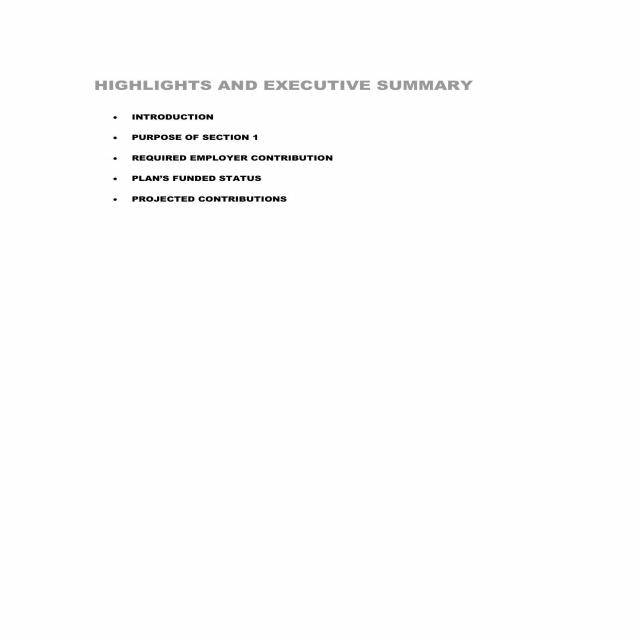 HIGHLIGHTS AND EXECUTIVE SUMMARY
• INTRODUCTION
• PURPOSE OF SECTION 1
• REQUIRED EMPLOYER CONTRIBUTION
• PLAN'S FUNDED STATUS
• PROJECTED CONTRIBUTIONS